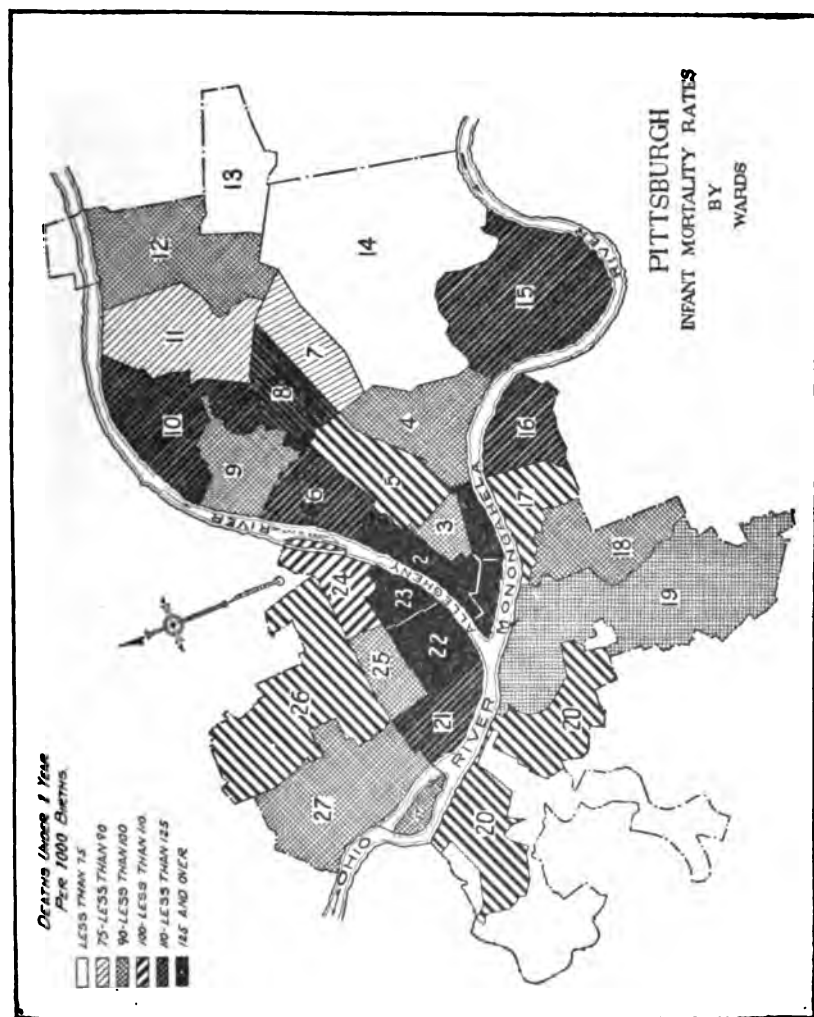 PITTSBURGH
INFANT MORTALITY RATES
BY
WARDS
DEATHS UNDER 1 YEAR
PER 1000 BIRTHS.
LESS THAN 75
75-LESS THAN 90
90-LESS THAN 100
100-LESS THAN 110
110-LESS THAN 125
125 AND OVER
13
12
14
11
7
15
RIVER
10
8
4
9
16
5
6
17
3
RIVER
2
1
MONONGAHELA
18
24
23
ALLEGHENY
19
25
22
26
21
RIVER
20
27
20
OHIO